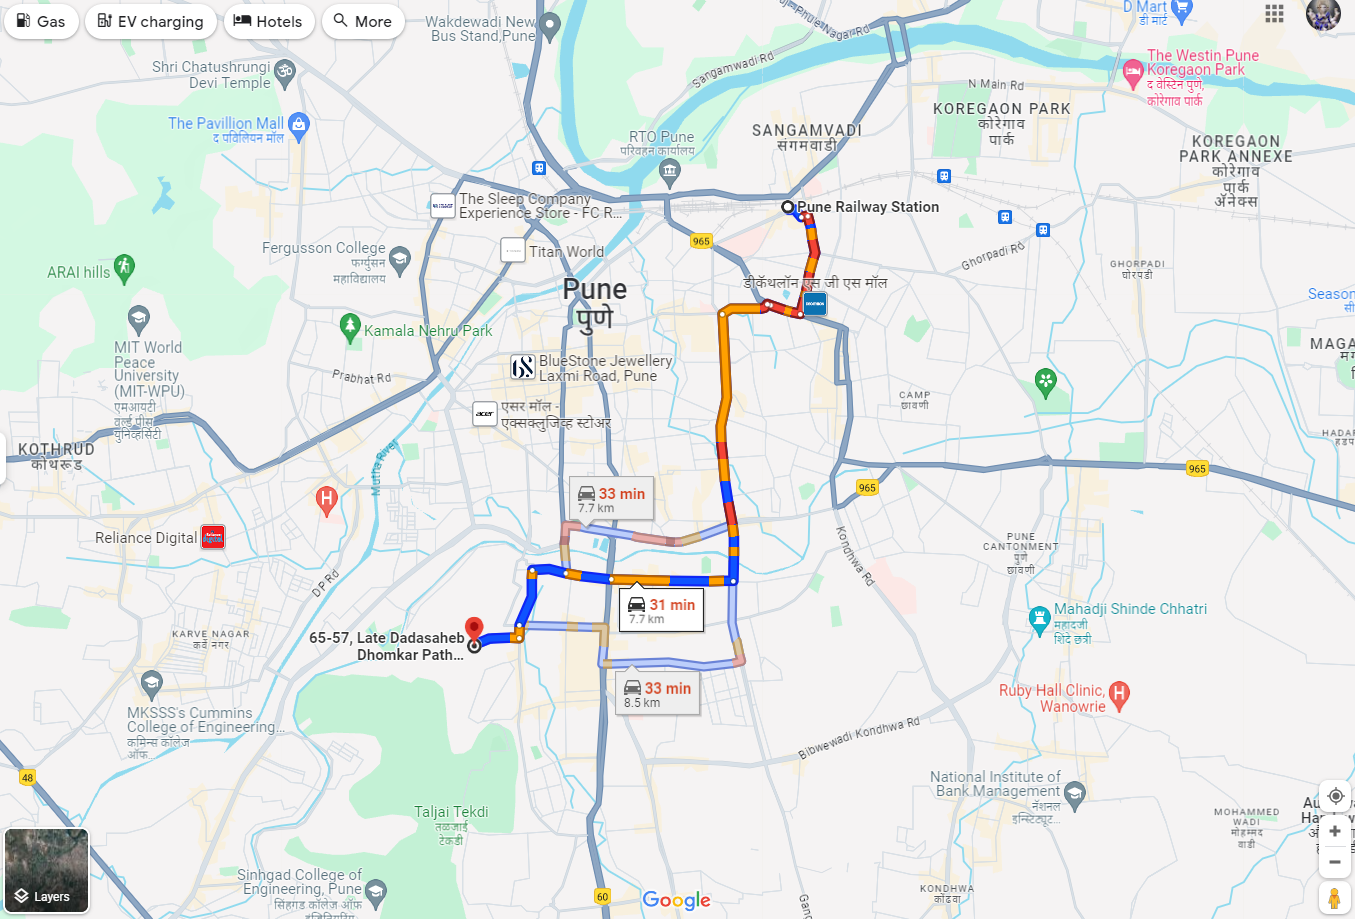 Gas
EV charging
Hotels
More
Wakdewadi New
Bus Stand,Pune
D Mart
डी मार्ट
Shri Chatushrungi
Devi Temple
Sangamwadi Rd
The Westin Pune
Koregaon Park
द वेस्टिन पुणे,
कोरेगाव पार्क
N Main Rd
The Pavillion Mall
द पविलियन मॉल
KOREGAON PARK
कोरेगाव
पार्क
RTO Pune
परिवहन कार्यालय
SANGAMVADI
संगमवाडी
KOREGAON
PARK ANNEXE
कोरेगाव
पार्क
ॲनेक्स
The Sleep Company
Experience Store - FC R...
Pune Railway Station
965
Fergusson College
फर्ग्युसन
महाविद्यालय
Titan World
Ghorpadi Rd
GHORPADI
घोरपडी
ARAI hills
डीकॅथलॉन एस जी एस मॉल
Pune
पुणे
Kamala Nehru Park
MIT World
Peace
University
(MIT-WPU)
एमआयटी
वर्ल्ड पीस
युनिव्हर्सिटी
BlueStone Jewellery
Laxmi Road, Pune
Prabhat Rd
CAMP
छावणी
acer
एसर मॉल -
एक्सक्लुजिव्ह स्टोअर
KOTHRUD
कोथरूड
Mutha River
965
965
33 min
7.7 km
Reliance Digital
PUNE
CANTONMENT
पुणे
छावणी
Kondhwa Rd
DP Rd
31 min
7.7 km
Mahadji Shinde Chhatri
महादजी
शिंदे छत्री
KARVE NAGAR
कर्वे नगर
65-57, Late Dadasaheb
Dhomkar Path...
33 min
8.5 km
Ruby Hall Clinic,
Wanowrie
MKSSS's Cummins
College of Engineering...
कमिन्स कॉलेज
ऑफ...
Bibwewadi Kondhwa Rd
48
National Institute of
Bank Management
नॅशनल
इन्स्टिट्यूट...
Taljai Tekdi
तळजाई
टेकडी
MOHAMMED
WADI
मोहम्मद
वाडी
Sinhgad College of
Engineering, Pune
सिंहगड कॉलेज ऑफ
KONDHWA
कोंढवा
60
Layers
Google